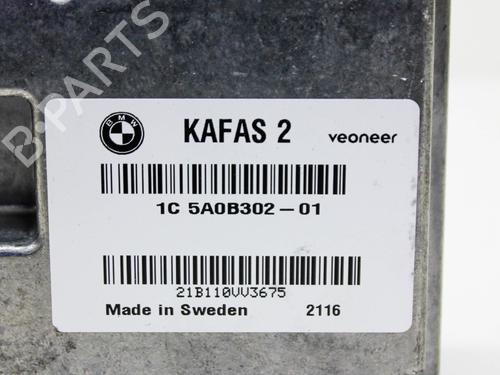 BMW
KAFAS 2
veoneer
1C 5A0B302-01
21B110VV3675
Made in Sweden 2116
B-PARTS